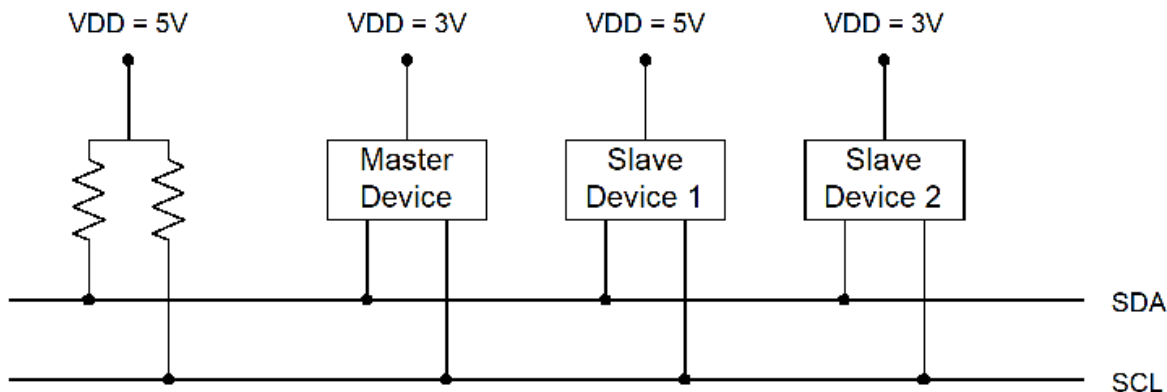 VDD = 5V
VDD = 3V
VDD = 5V
VDD = 3V
Master
Device
Slave
Device 1
Slave
Device 2
SDA
SCL